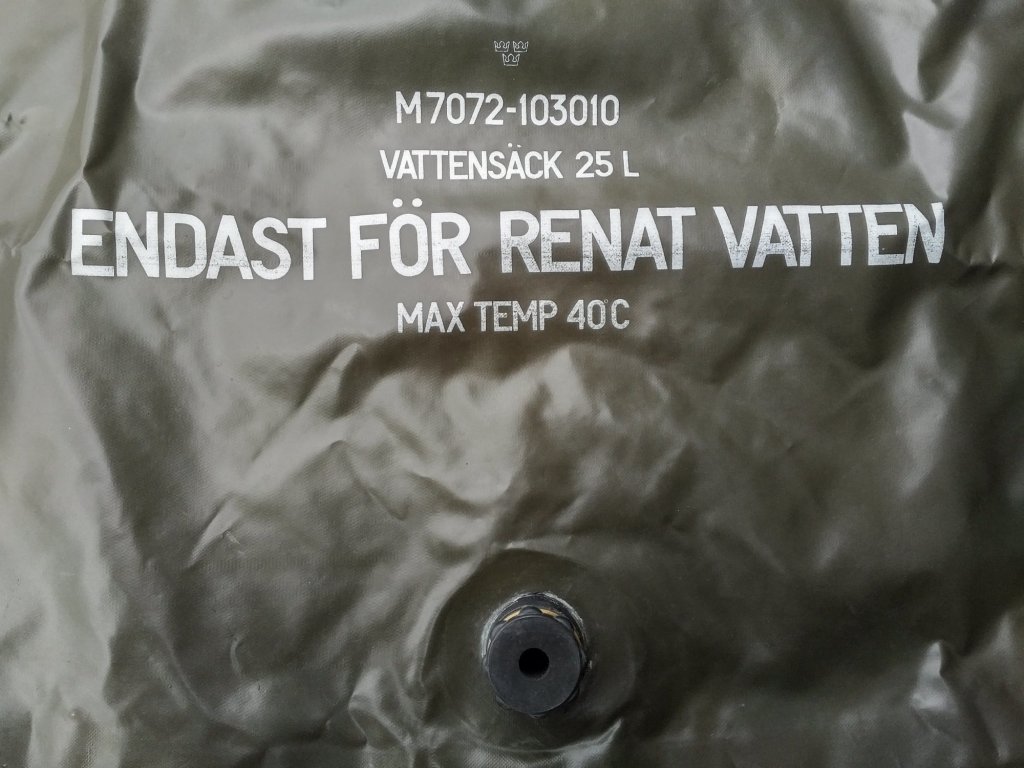 M7072-103010
VATTENSÄCK 25 L
ENDAST FÖR RENAT VATTEN
MAX TEMP 40°C